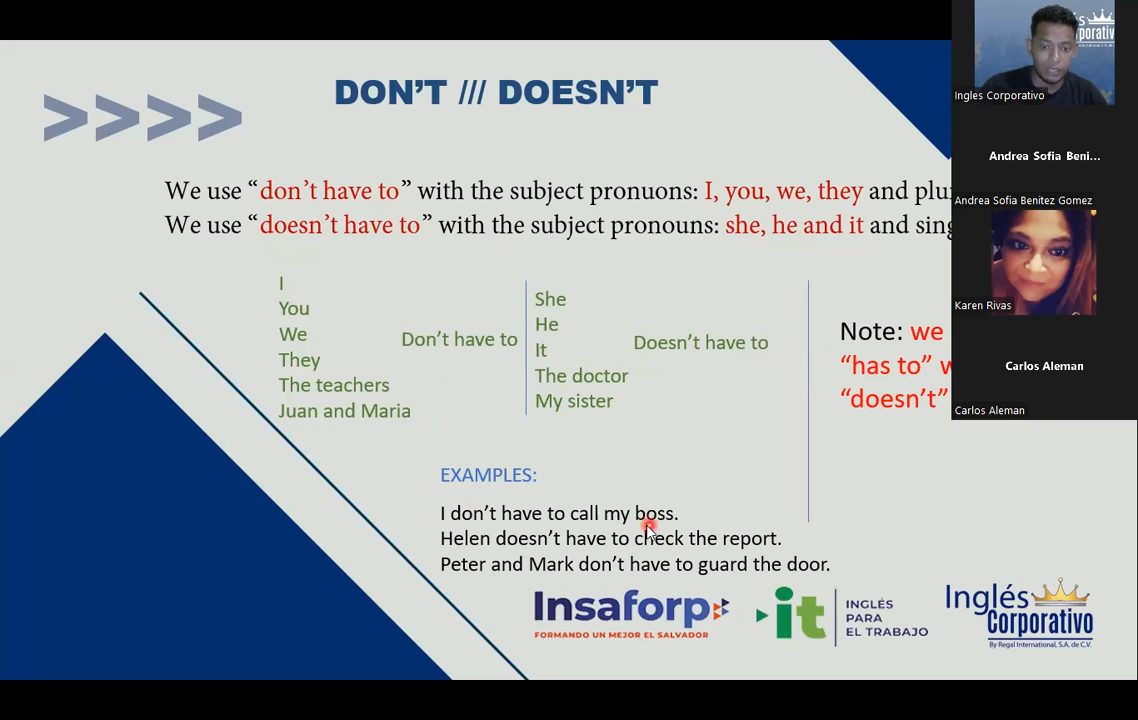 DON'T /// DOESN'T
>>>>
We use “don't have to” with the subject pronuons: I, you, we, they and
We use “doesn't have to” with the subject pronouns: she, he and it and
I
You
We
They
The teachers
Juan and Maria
Don't have to
She
He
It
The doctor
My sister
Doesn't have to
Note: we
“has to”
“doesn't”
EXAMPLES:
I don't have to call my boss.
Helen doesn't have to check the report.
Peter and Mark don't have to guard the door.
Insaforp
FORMANDO UN MEJOR EL SALVADOR
it
INGLÉS
PARA
EL TRABAJO
Inglés
Corporativo
By Regal International, S.A. de C.V.
Ingles Corporativo
Andrea Sofia Beni...
Andrea Sofia Benitez Gomez
Karen Rivas
Carlos Aleman
Carlos Aleman